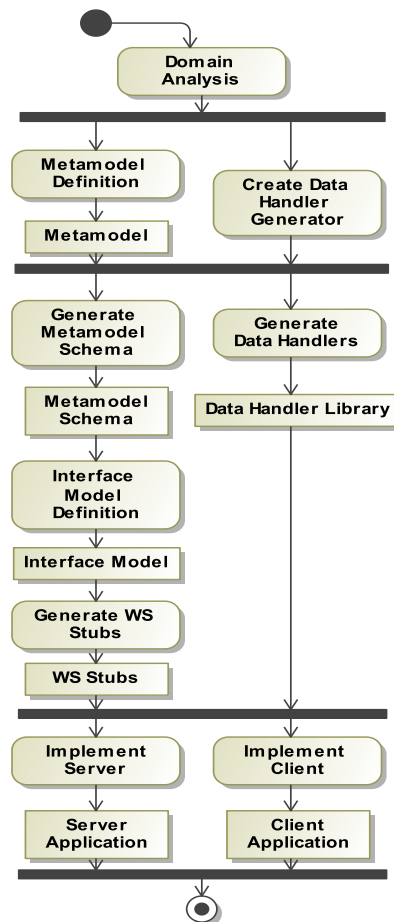 Domain
Analysis
Metamodel
Definition
Create Data
Handler
Generator
Metamodel
Generate
Metamodel
Schema
Generate
Data Handlers
Metamodel
Schema
Data Handler Library
Interface
Model
Definition
Interface Model
Generate WS
Stubs
WS Stubs
Implement
Server
Implement
Client
Server
Application
Client
Application